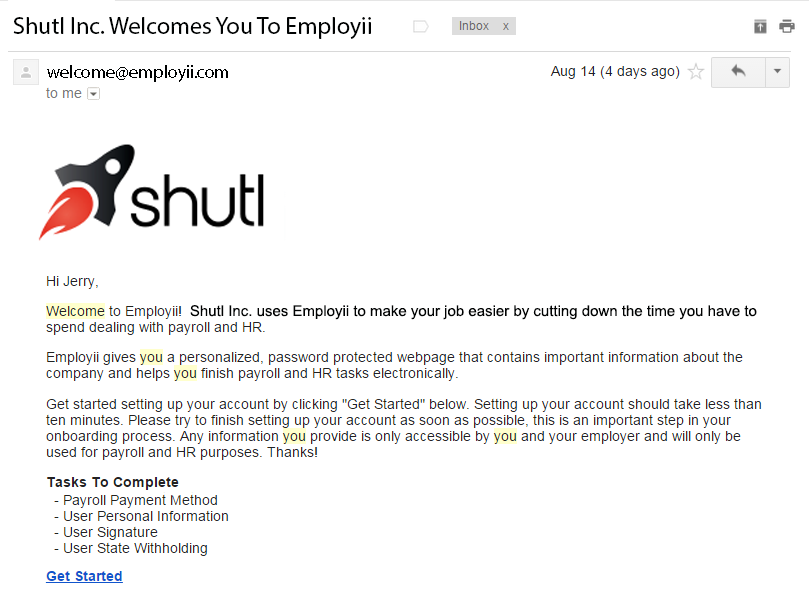 Shutl Inc. Welcomes You To Employii
Inbox x
welcome@employii.com
Aug 14 (4 days ago)
to me
shutl
Hi Jerry,
Welcome to Employii!  Shutl Inc. uses Employii to make your job easier by cutting down the time you have to
spend dealing with payroll and HR.
Employii gives you a personalized, password protected webpage that contains important information about the
company and helps you finish payroll and HR tasks electronically.
Get started setting up your account by clicking "Get Started" below. Setting up your account should take less than
ten minutes. Please try to finish setting up your account as soon as possible, this is an important step in your
onboarding process. Any information you provide is only accessible by you and your employer and will only be
used for payroll and HR purposes. Thanks!
Tasks To Complete
- Payroll Payment Method
- User Personal Information
- User Signature
- User State Withholding
Get Started